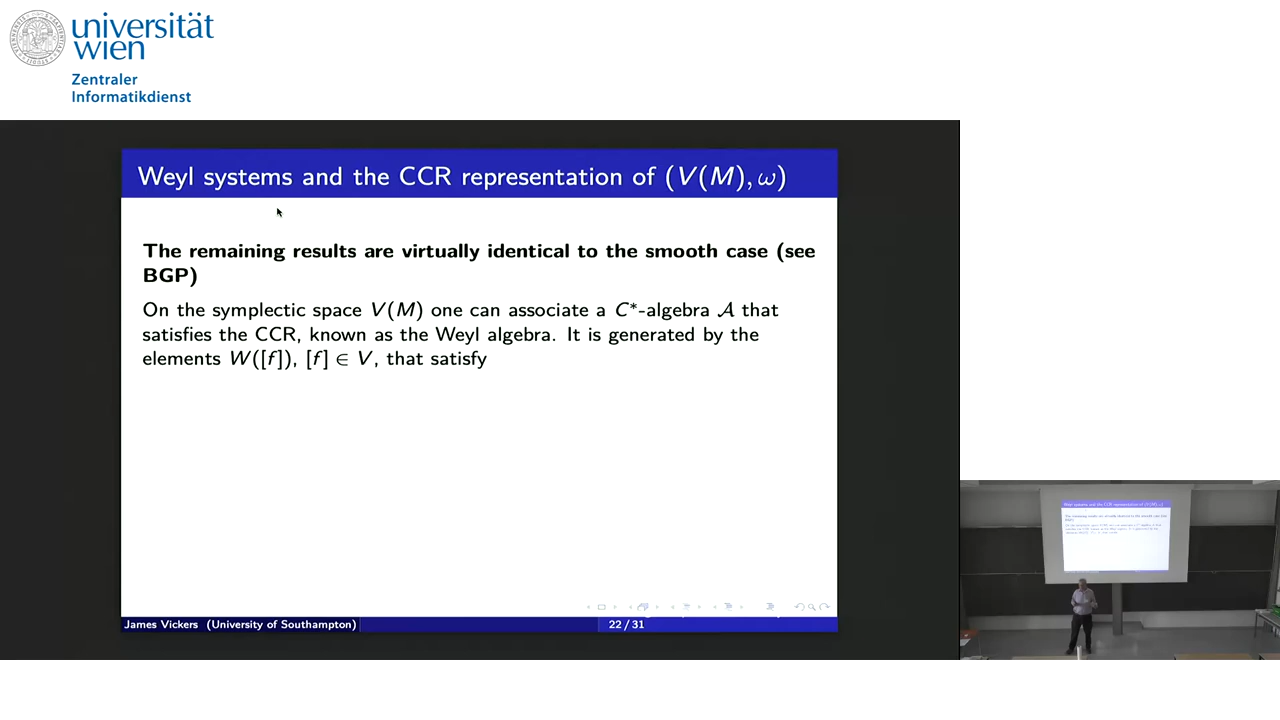 universität
wien
Zentraler
Informatikdienst
Weyl systems and the CCR representation of (V(M), ω)
The remaining results are virtually identical to the smooth case (see
BGP)
On the symplectic space V(M) one can associate a C*-algebra 𝒜 that
satisfies the CCR, known as the Weyl algebra. It is generated by the
elements W([f]), [f] ∈ V, that satisfy
James Vickers (University of Southampton)
22 / 31